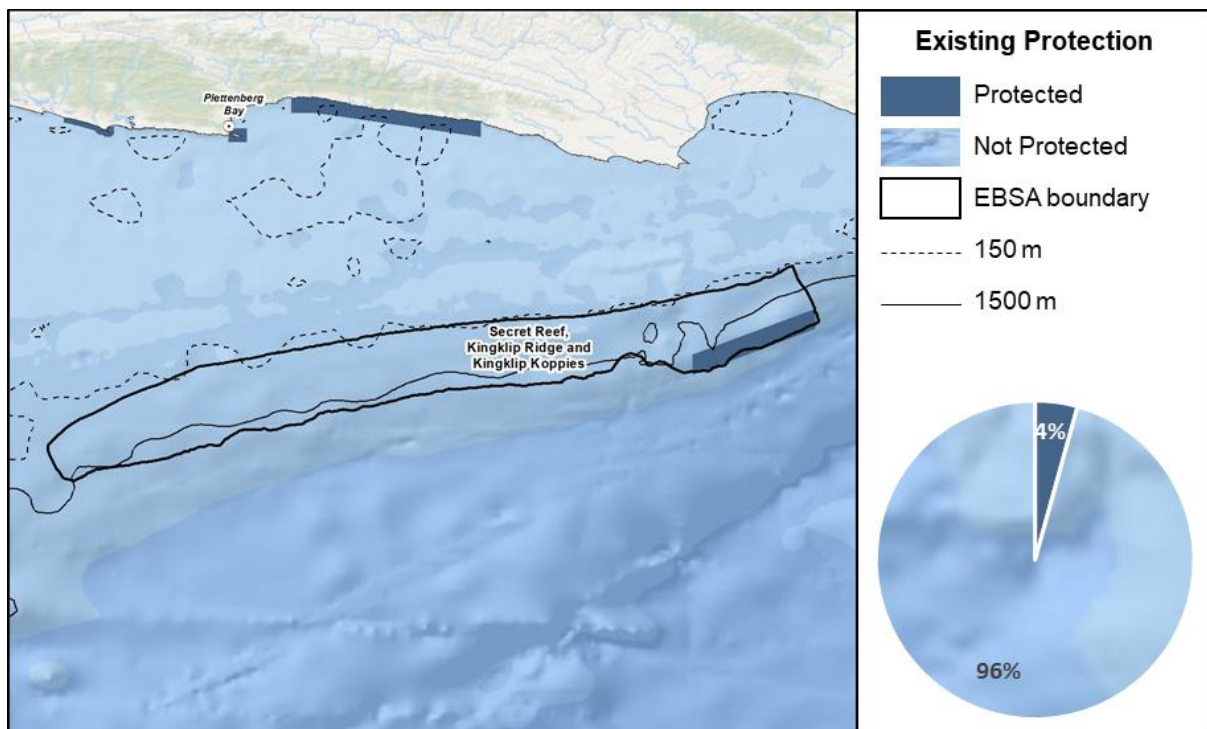 Plettenberg
Bay
Secret Reef,
Kingklip Ridge and
Kingklip Koppies
Existing Protection
Protected
Not Protected
EBSA boundary
150 m
1500 m
4%
96%